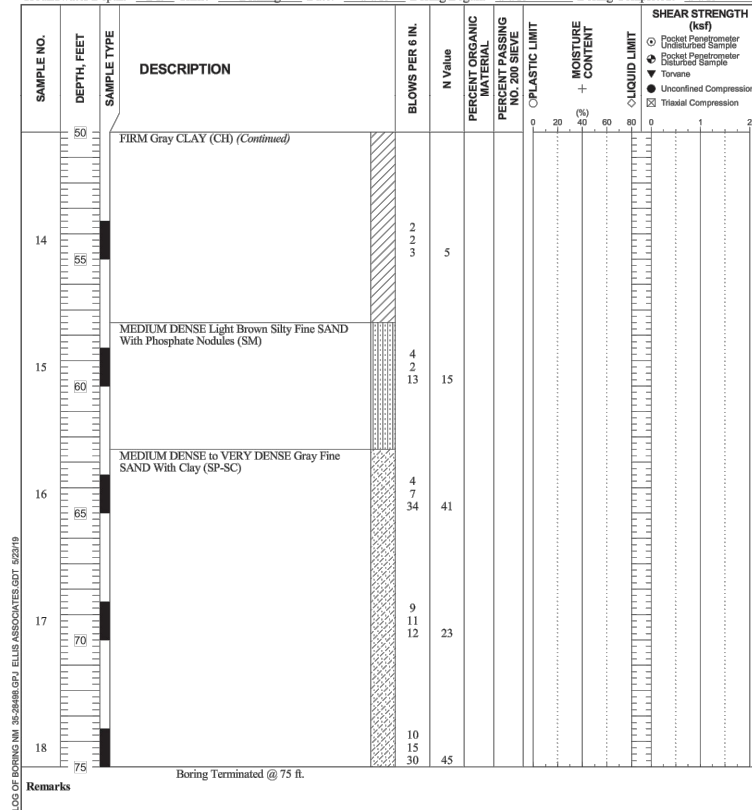 SAMPLE NO.
DEPTH, FEET
SAMPLE TYPE
DESCRIPTION
BLOWS PER 6 IN.
N Value
PERCENT ORGANIC
MATERIAL
PERCENT PASSING
NO. 200 SIEVE
○PLASTIC LIMIT
MOISTURE
+ CONTENT
(%)
◇LIQUID LIMIT
0 20 40 60 80
SHEAR STRENGTH
(ksf)
Pocket Penetrometer
Undisturbed Sample
Pocket Penetrometer
Disturbed Sample
▼ Torvane
● Unconfined Compression
☒ Triaxial Compression
0 1 2
50
FIRM Gray CLAY (CH) (Continued)
14
2
2
3 5
55
MEDIUM DENSE Light Brown Silty Fine SAND
With Phosphate Nodules (SM)
15
4
2
13 15
60
MEDIUM DENSE to VERY DENSE Gray Fine
SAND With Clay (SP-SC)
16
4
7
34 41
65
17
9
11
12 23
70
18
10
15
30 45
75
Boring Terminated @ 75 ft.
Remarks
LOG OF BORING NM 35-28498.GPJ ELLIS ASSOCIATES.GDT 5/23/19